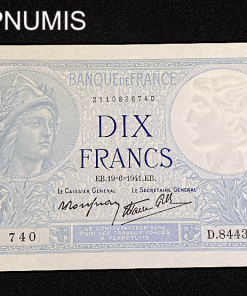 PNUMIS
BANQUE DE FRANCE
2110828740
DIX
FRANCS
EB.19-6-1941.EB.
LE CAISSIER GÉNÉRAL LE SECRÉTAIRE GÉNÉRAL
740 D.8443
LE CONTREFACTEUR SERA
PUNI DES TRAVAUX FORCÉS
À PERPÉTUITÉ